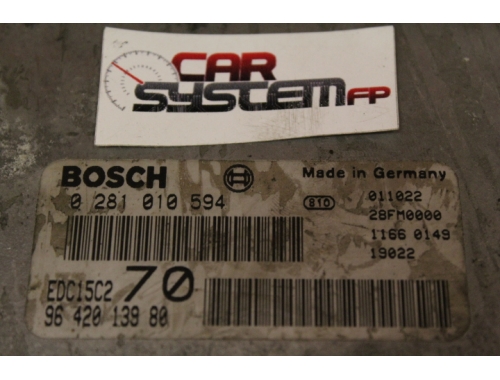 CAR
SYSTEM FP
BOSCH
Made in Germany
0 281 010 594
810
011022
28FM0000
1166 0149
19022
EDC15C2
70
96 420 139 80